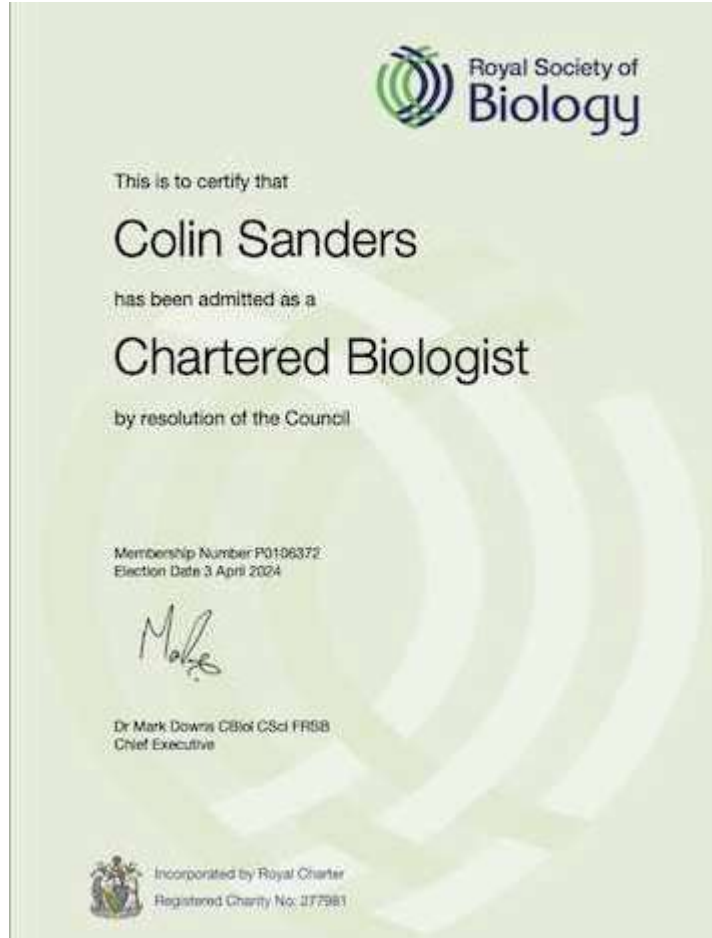 Royal Society of
Biology
This is to certify that
Colin Sanders
has been admitted as a
Chartered Biologist
by resolution of the Council
Membership Number P0106372
Election Date 3 April 2024
Dr Mark Downs CBiol CSci FRSB
Chief Executive
Incorporated by Royal Charter
Registered Charity No: 277981